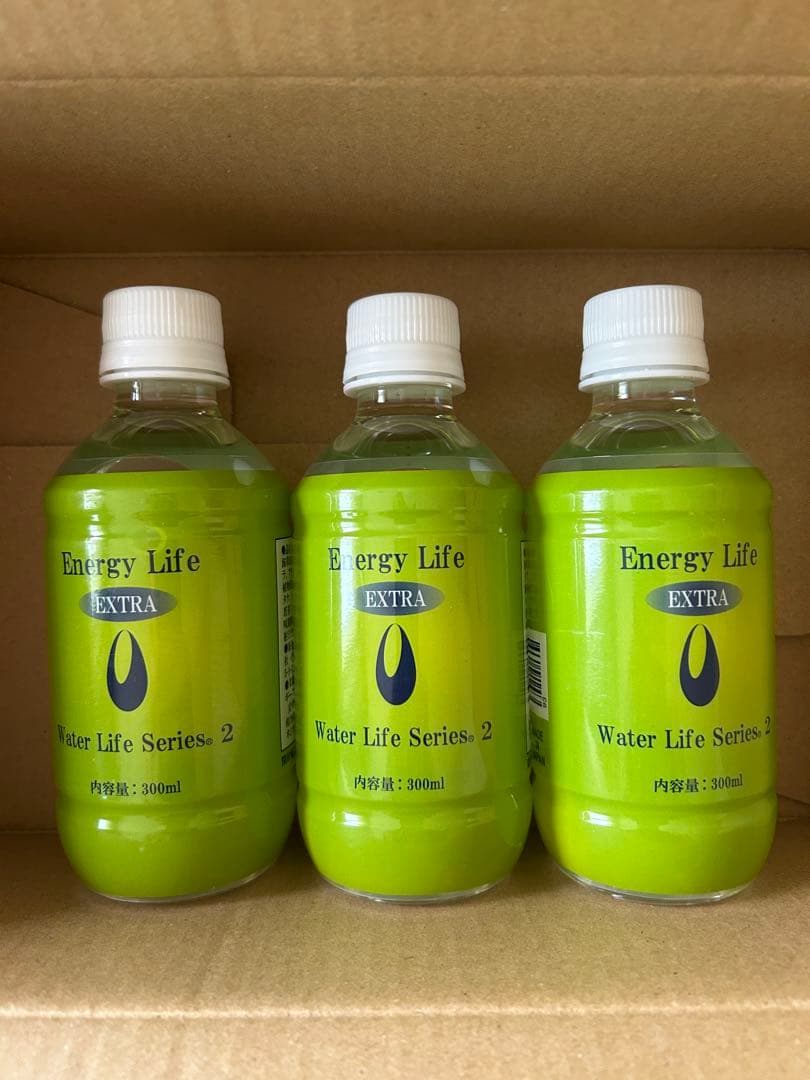 Energy Life
EXTRA
Water Life Series® 2
内容量：300ml
Energy Life
EXTRA
Water Life Series® 2
内容量：300ml
Energy Life
EXTRA
Water Life Series® 2
内容量：300ml